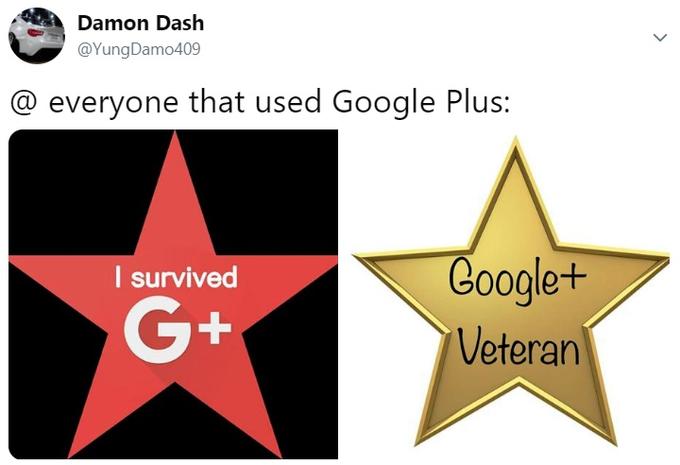 Damon Dash
@YungDamo409
@ everyone that used Google Plus:
I survived
G+
Google+
Veteran